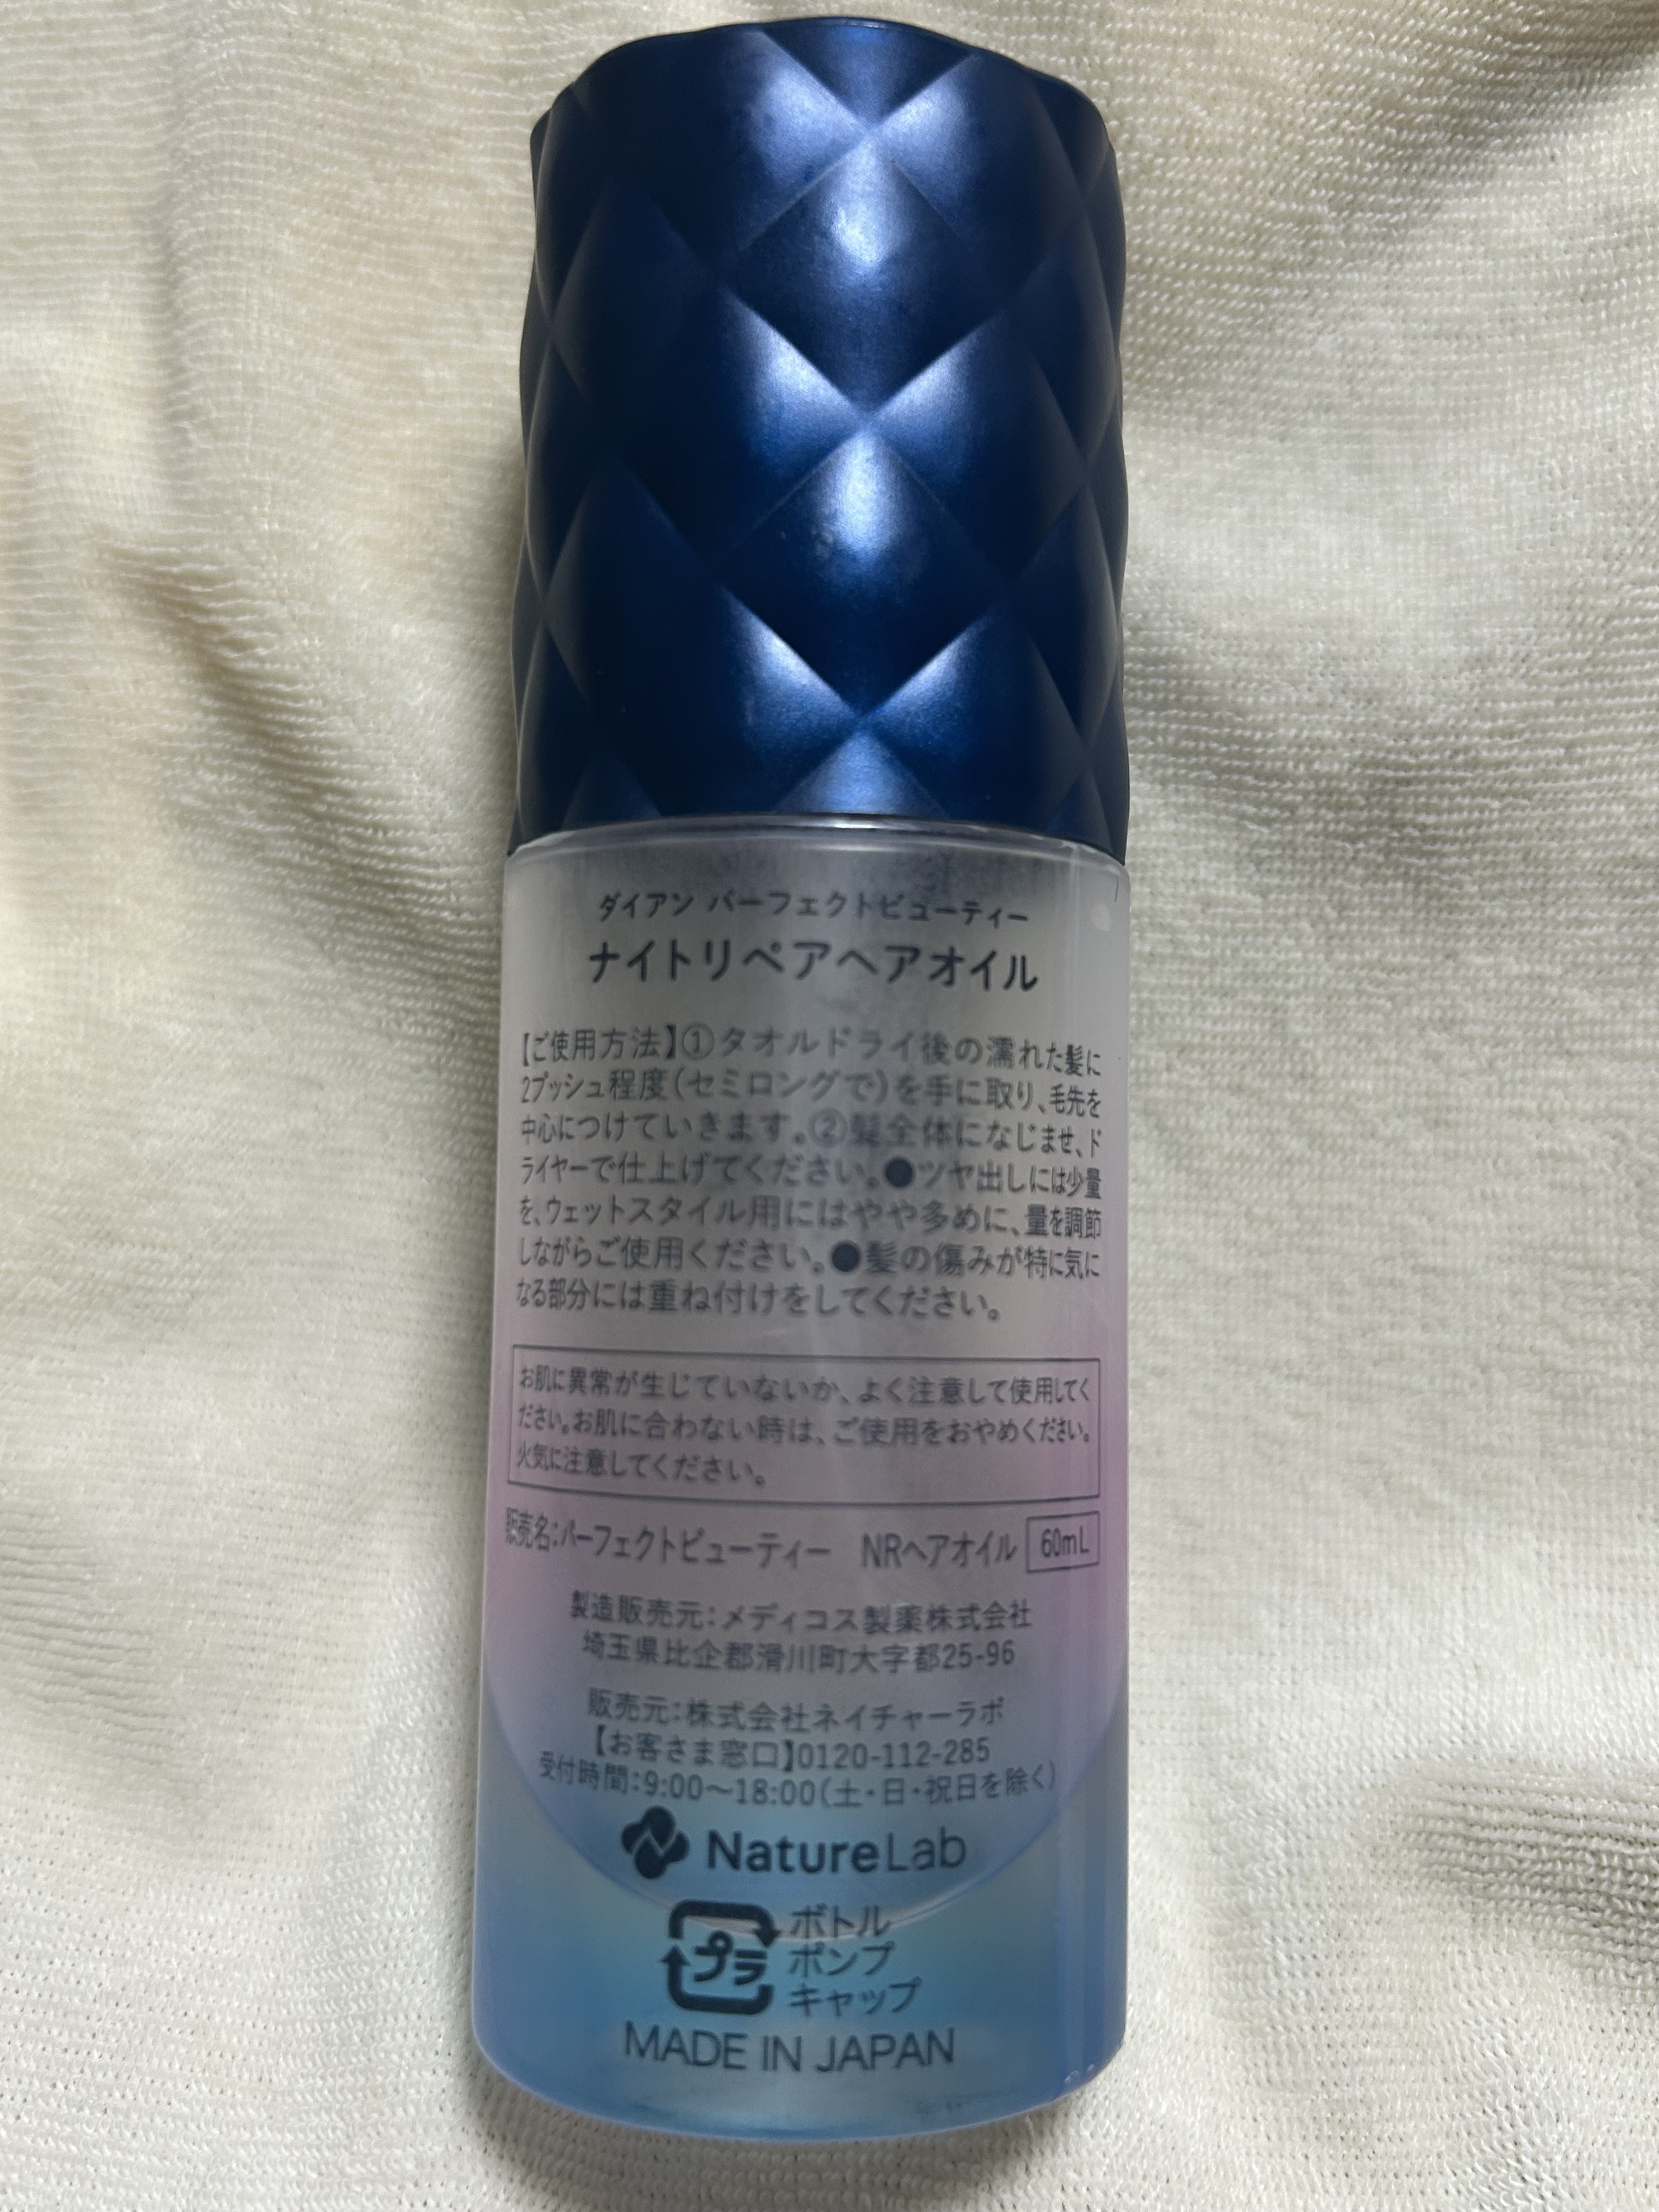 ダイアン パーフェクトビューティー
ナイトリペアヘアオイル
【ご使用方法】①タオルドライ後の濡れた髪に
2プッシュ程度(セミロングで)を手に取り、毛先を
中心につけていきます。②髪全体になじませ、ド
ライヤーで仕上げてください。●ツヤ出しには少量
を、ウェットスタイル用にはやや多めに、量を調節
しながらご使用ください。●髪の傷みが特に気に
なる部分には重ね付けをしてください。
お肌に異常が生じていないか、よく注意して使用してく
ださい。お肌に合わない時は、ご使用をおやめください。
火気に注意してください。
販売名:パーフェクトビューティー NRヘアオイル 60mL
製造販売元:メディコス製薬株式会社
埼玉県比企郡滑川町大字都25-96
販売元:株式会社ネイチャーラボ
【お客さま窓口】0120-112-285
受付時間:9:00〜18:00(土・日・祝日を除く)
NatureLab
プラ
ボトル
ポンプ
キャップ
MADE IN JAPAN